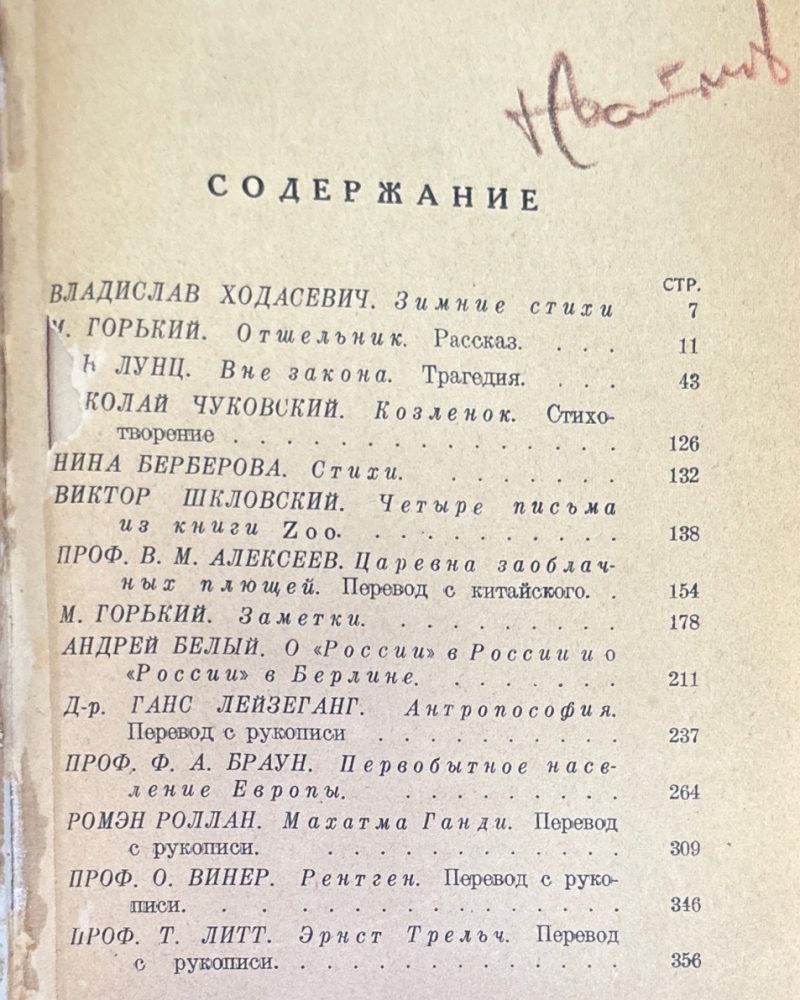 СОДЕРЖАНИЕ
СТР.
ВЛАДИСЛАВ ХОДАСЕВИЧ. Зимние стихи 7
М. ГОРЬКИЙ. Отшельник. Рассказ. . . . 11
Ь ЛУНЦ. Вне закона. Трагедия. . . . 43
КОЛАЙ ЧУКОВСКИЙ. Козленок. Стихо-
творение . . . . . . . . . . . . . . 126
НИНА БЕРБЕРОВА. Стихи. . . . . . . . 132
ВИКТОР ШКЛОВСКИЙ. Четыре письма
из книги Zoo. . . . . . . . . . 138
ПРОФ. В. М. АЛЕКСЕЕВ. Царевна заоблач-
ных плющей. Перевод с китайского. . 154
М. ГОРЬКИЙ. Заметки. . . . . . . . . 178
АНДРЕЙ БЕЛЫЙ. О «России» в России и о
«России» в Берлине. . . . . . . . 211
Д-р. ГАНС ЛЕЙЗЕГАНГ. Антропософия.
Перевод с рукописи . . . . . . . . . 237
ПРОФ. Ф. А. БРАУН. Первобытное насе-
ление Европы. . . . . . . . . . 264
РОМЭН РОЛЛАН. Махатма Ганди. Перевод
с рукописи. . . . . . . . . . . . 309
ПРОФ. О. ВИНЕР. Рентген. Перевод с руко-
писи. . . . . . . . . . . . . . . 346
ПРОФ. Т. ЛИТТ. Эрнст Трельч. Перевод
с рукописи. . . . . . . . . . . . . 356